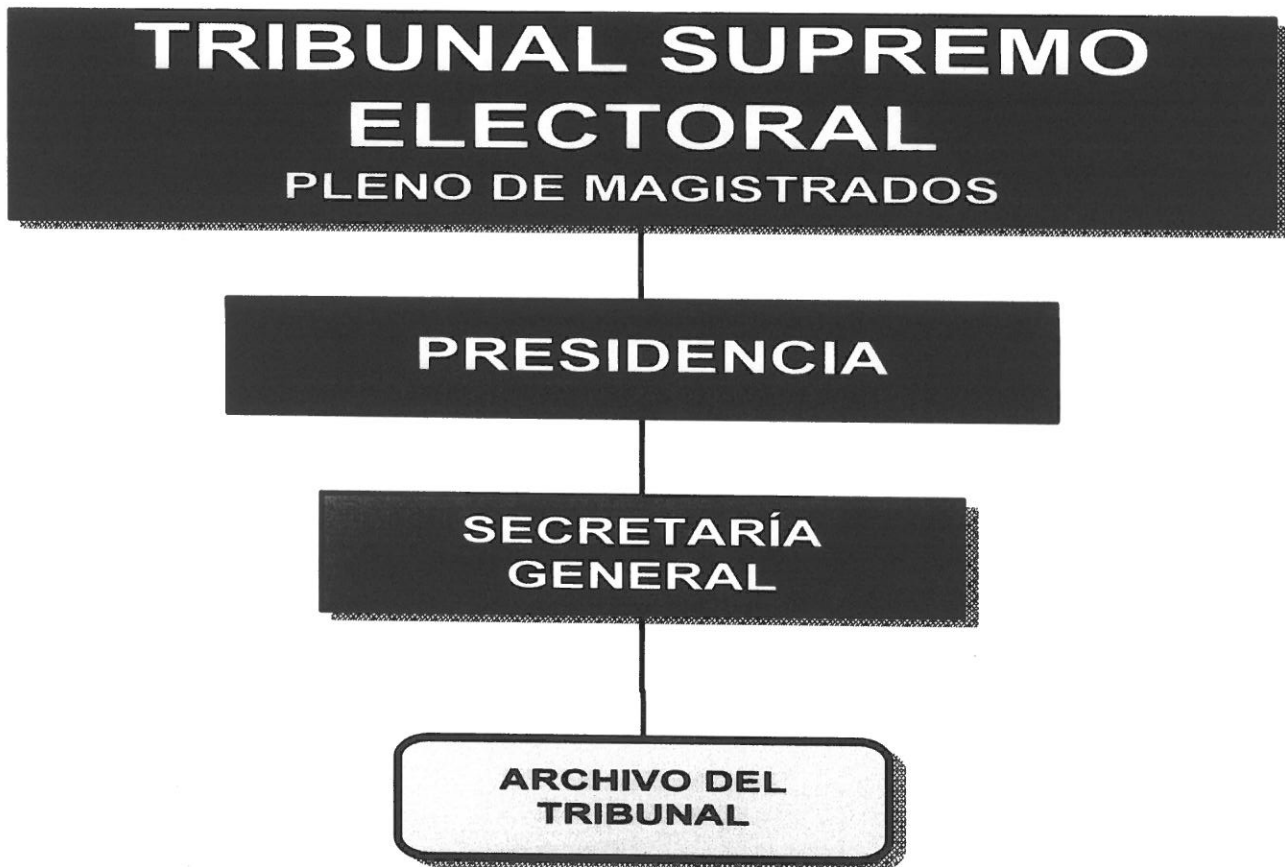 TRIBUNAL SUPREMO
ELECTORAL
PLENO DE MAGISTRADOS
PRESIDENCIA
SECRETARÍA
GENERAL
ARCHIVO DEL
TRIBUNAL